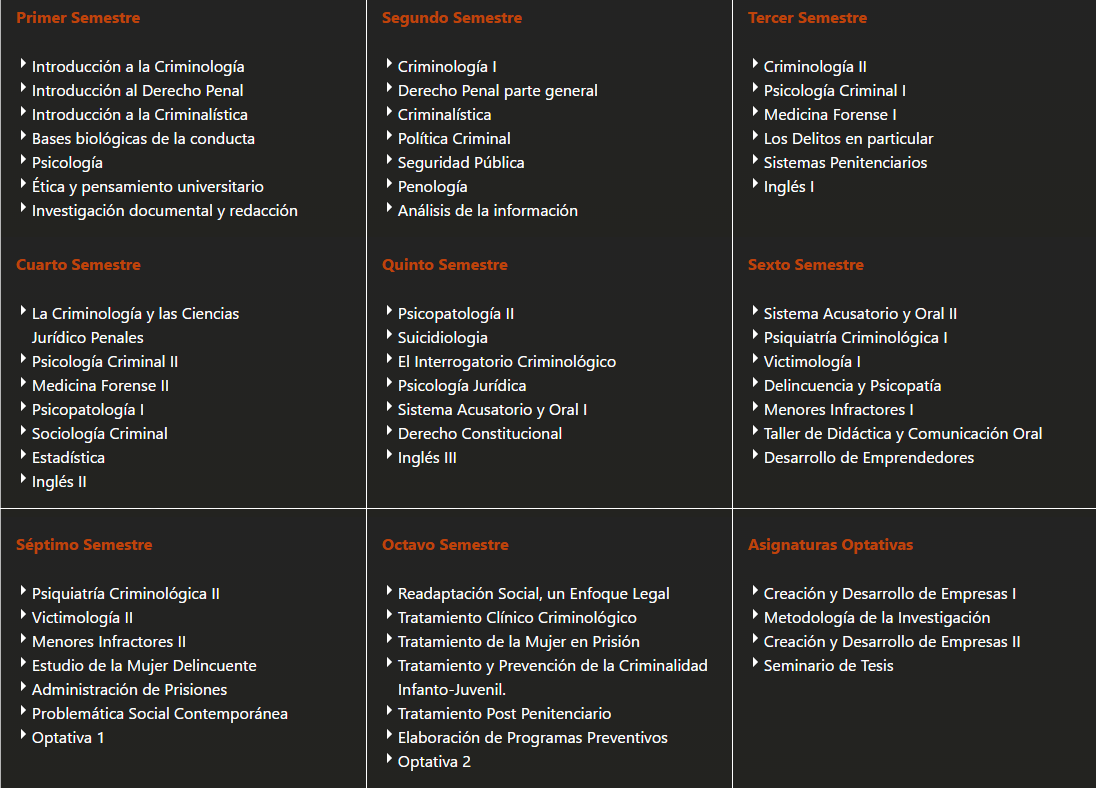 Primer Semestre
Introducción a la Criminología
Introducción al Derecho Penal
Introducción a la Criminalística
Bases biológicas de la conducta
Psicología
Ética y pensamiento universitario
Investigación documental y redacción
Segundo Semestre
Criminología I
Derecho Penal parte general
Criminalística
Política Criminal
Seguridad Pública
Penología
Análisis de la información
Tercer Semestre
Criminología II
Psicología Criminal I
Medicina Forense I
Los Delitos en particular
Sistemas Penitenciarios
Inglés I
Cuarto Semestre
La Criminología y las Ciencias
Jurídico Penales
Psicología Criminal II
Medicina Forense II
Psicopatología I
Sociología Criminal
Estadística
Inglés II
Quinto Semestre
Psicopatología II
Suicidiologia
El Interrogatorio Criminológico
Psicología Jurídica
Sistema Acusatorio y Oral I
Derecho Constitucional
Inglés III
Sexto Semestre
Sistema Acusatorio y Oral II
Psiquiatría Criminológica I
Victimología I
Delincuencia y Psicopatía
Menores Infractores I
Taller de Didáctica y Comunicación Oral
Desarrollo de Emprendedores
Séptimo Semestre
Psiquiatría Criminológica II
Victimología II
Menores Infractores II
Estudio de la Mujer Delincuente
Administración de Prisiones
Problemática Social Contemporánea
Optativa 1
Octavo Semestre
Readaptación Social, un Enfoque Legal
Tratamiento Clínico Criminológico
Tratamiento de la Mujer en Prisión
Tratamiento y Prevención de la Criminalidad
Infanto-Juvenil.
Tratamiento Post Penitenciario
Elaboración de Programas Preventivos
Optativa 2
Asignaturas Optativas
Creación y Desarrollo de Empresas I
Metodología de la Investigación
Creación y Desarrollo de Empresas II
Seminario de Tesis